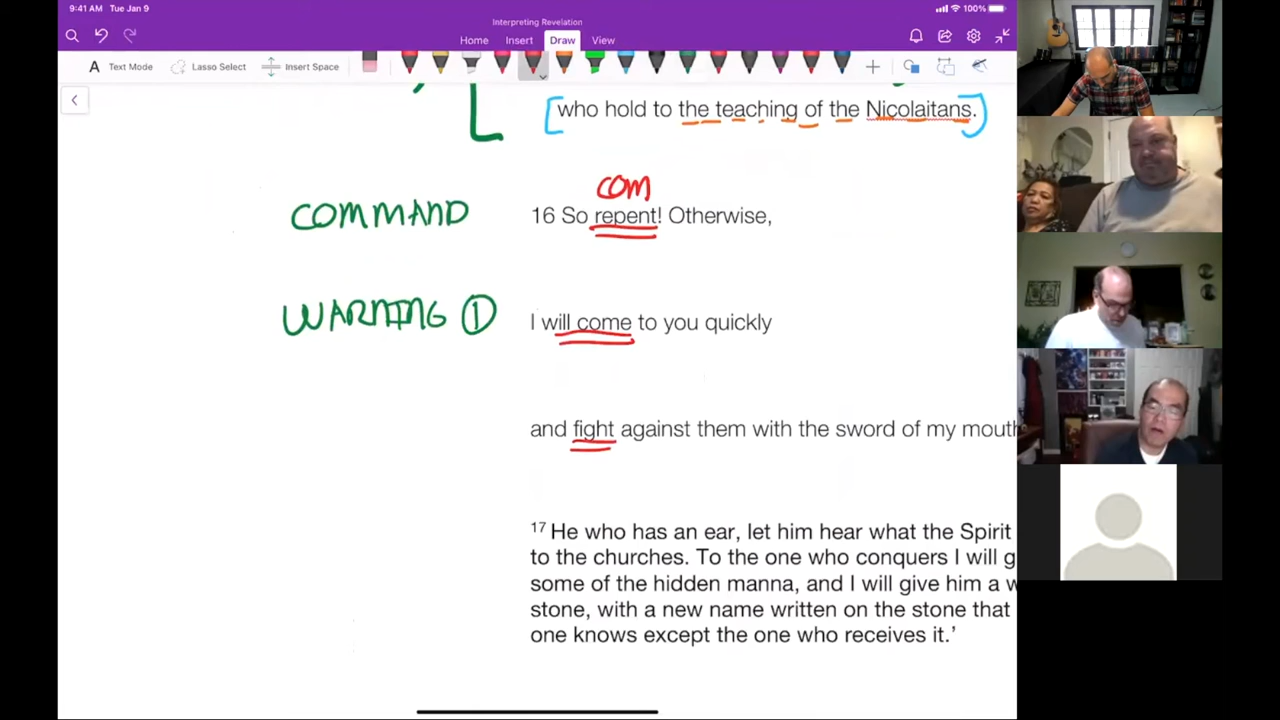 9:41 AM Tue Jan 9
100%
Interpreting Revelation
Home Insert Draw View
A Text Mode Lasso Select Insert Space
who hold to the teaching of the Nicolaitans.
COM
COMMAND 16 So repent! Otherwise,
WARNING 1 I will come to you quickly
and fight against them with the sword of my mouth
17 He who has an ear, let him hear what the Spirit
to the churches. To the one who conquers I will g
some of the hidden manna, and I will give him a w
stone, with a new name written on the stone that
one knows except the one who receives it.’